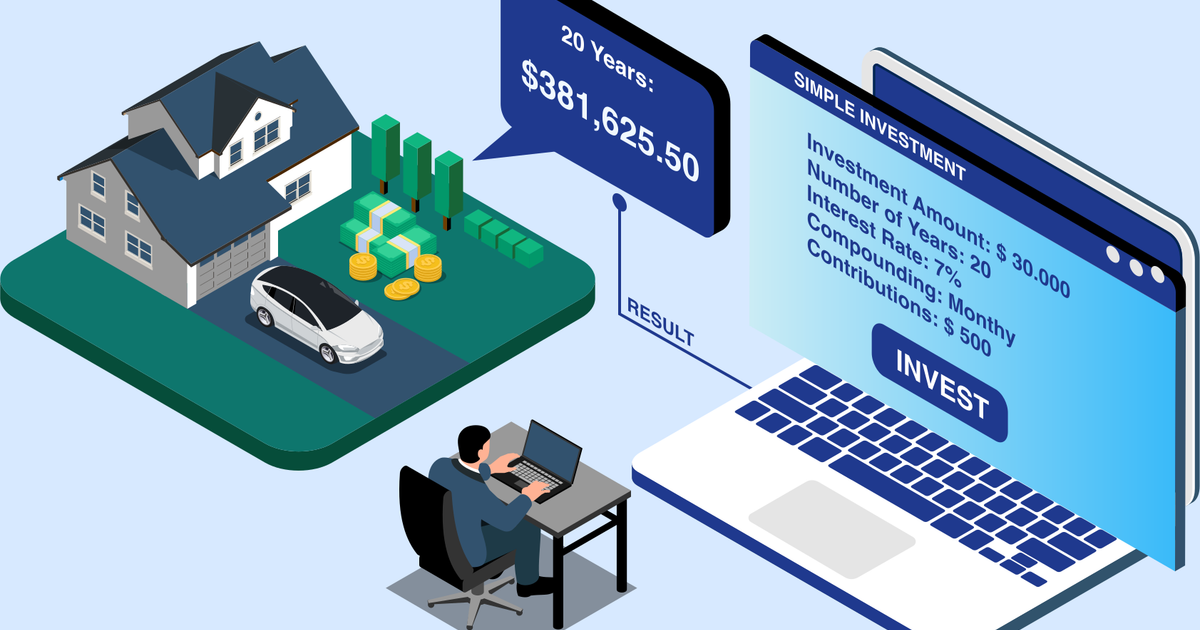 20 Years:
$381,625.50
SIMPLE INVESTMENT
Investment Amount: $ 30.000
Number of Years: 20
Interest Rate: 7%
Compounding: Monthy
Contributions: $ 500
INVEST
RESULT